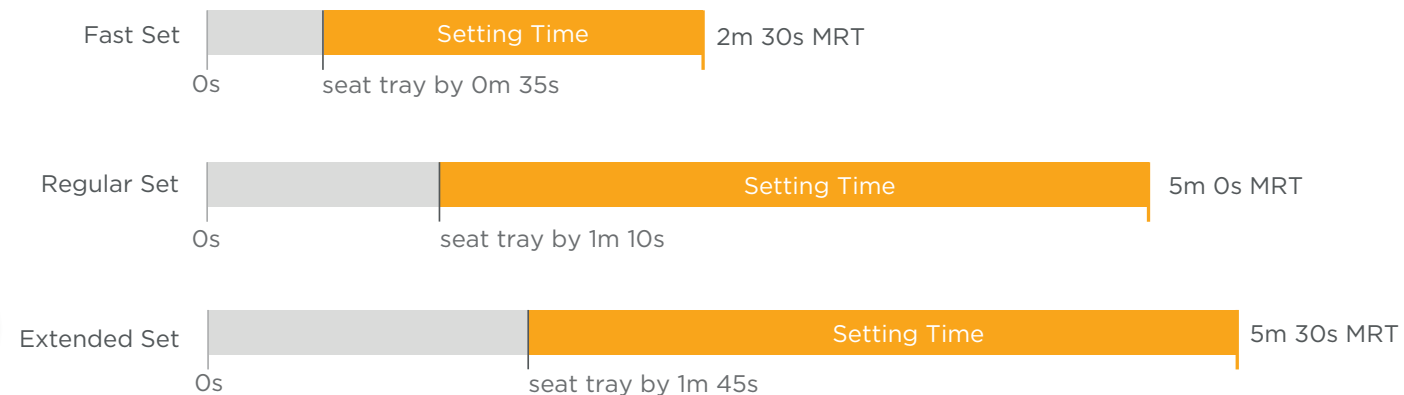 Fast Set
Setting Time
2m 30s MRT
0s
seat tray by 0m 35s
Regular Set
Setting Time
5m 0s MRT
0s
seat tray by 1m 10s
Extended Set
Setting Time
5m 30s MRT
0s
seat tray by 1m 45s